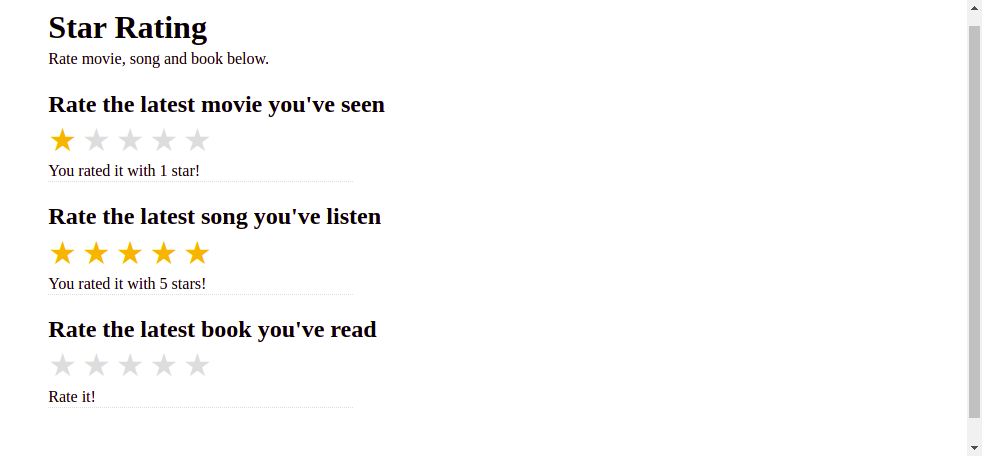 Star Rating
Rate movie, song and book below.
Rate the latest movie you've seen
★ ★ ★ ★ ★
You rated it with 1 star!
Rate the latest song you've listen
★ ★ ★ ★ ★
You rated it with 5 stars!
Rate the latest book you've read
★ ★ ★ ★ ★
Rate it!